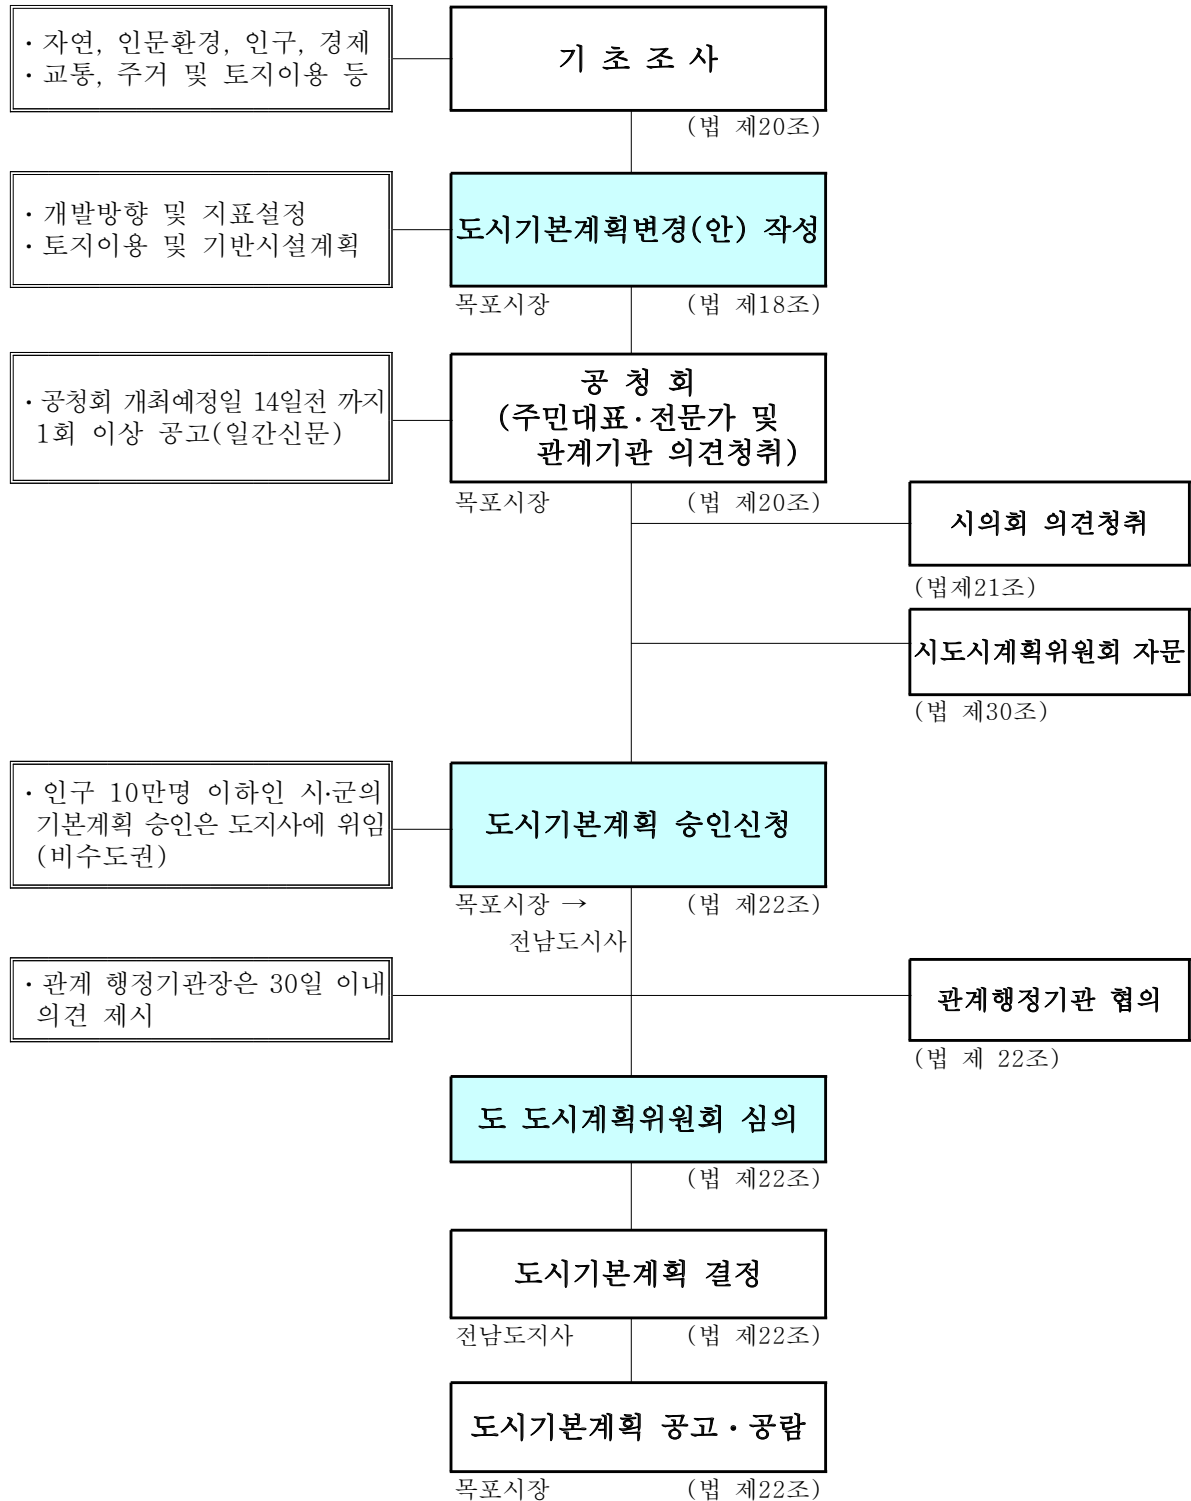 · 자연, 인문환경, 인구, 경제
· 교통, 주거 및 토지이용 등
기 초 조 사
(법 제20조)
· 개발방향 및 지표설정
· 토지이용 및 기반시설계획
도시기본계획변경(안) 작성
목포시장
(법 제18조)
· 공청회 개최예정일 14일전 까지
1회 이상 공고(일간신문)
공 청 회
(주민대표·전문가 및
관계기관 의견청취)
목포시장
(법 제20조)
시의회 의견청취
(법제21조)
시도시계획위원회 자문
(법 제30조)
· 인구 10만명 이하인 시·군의
기본계획 승인은 도지사에 위임
(비수도권)
도시기본계획 승인신청
목포시장 →
전남도시사
(법 제22조)
· 관계 행정기관장은 30일 이내
의견 제시
관계행정기관 협의
(법 제 22조)
도 도시계획위원회 심의
(법 제22조)
도시기본계획 결정
전남도지사
(법 제22조)
도시기본계획 공고 · 공람
목포시장
(법 제22조)